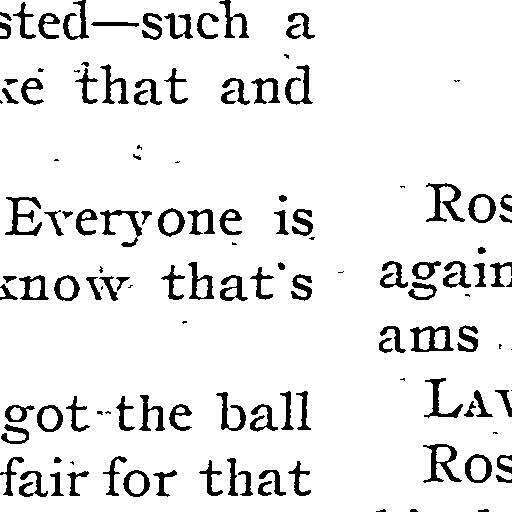 sted—such a
ke that and
Everyone is
know that's
got the ball
fair for that
Ros
again
ams
LAW
Ros